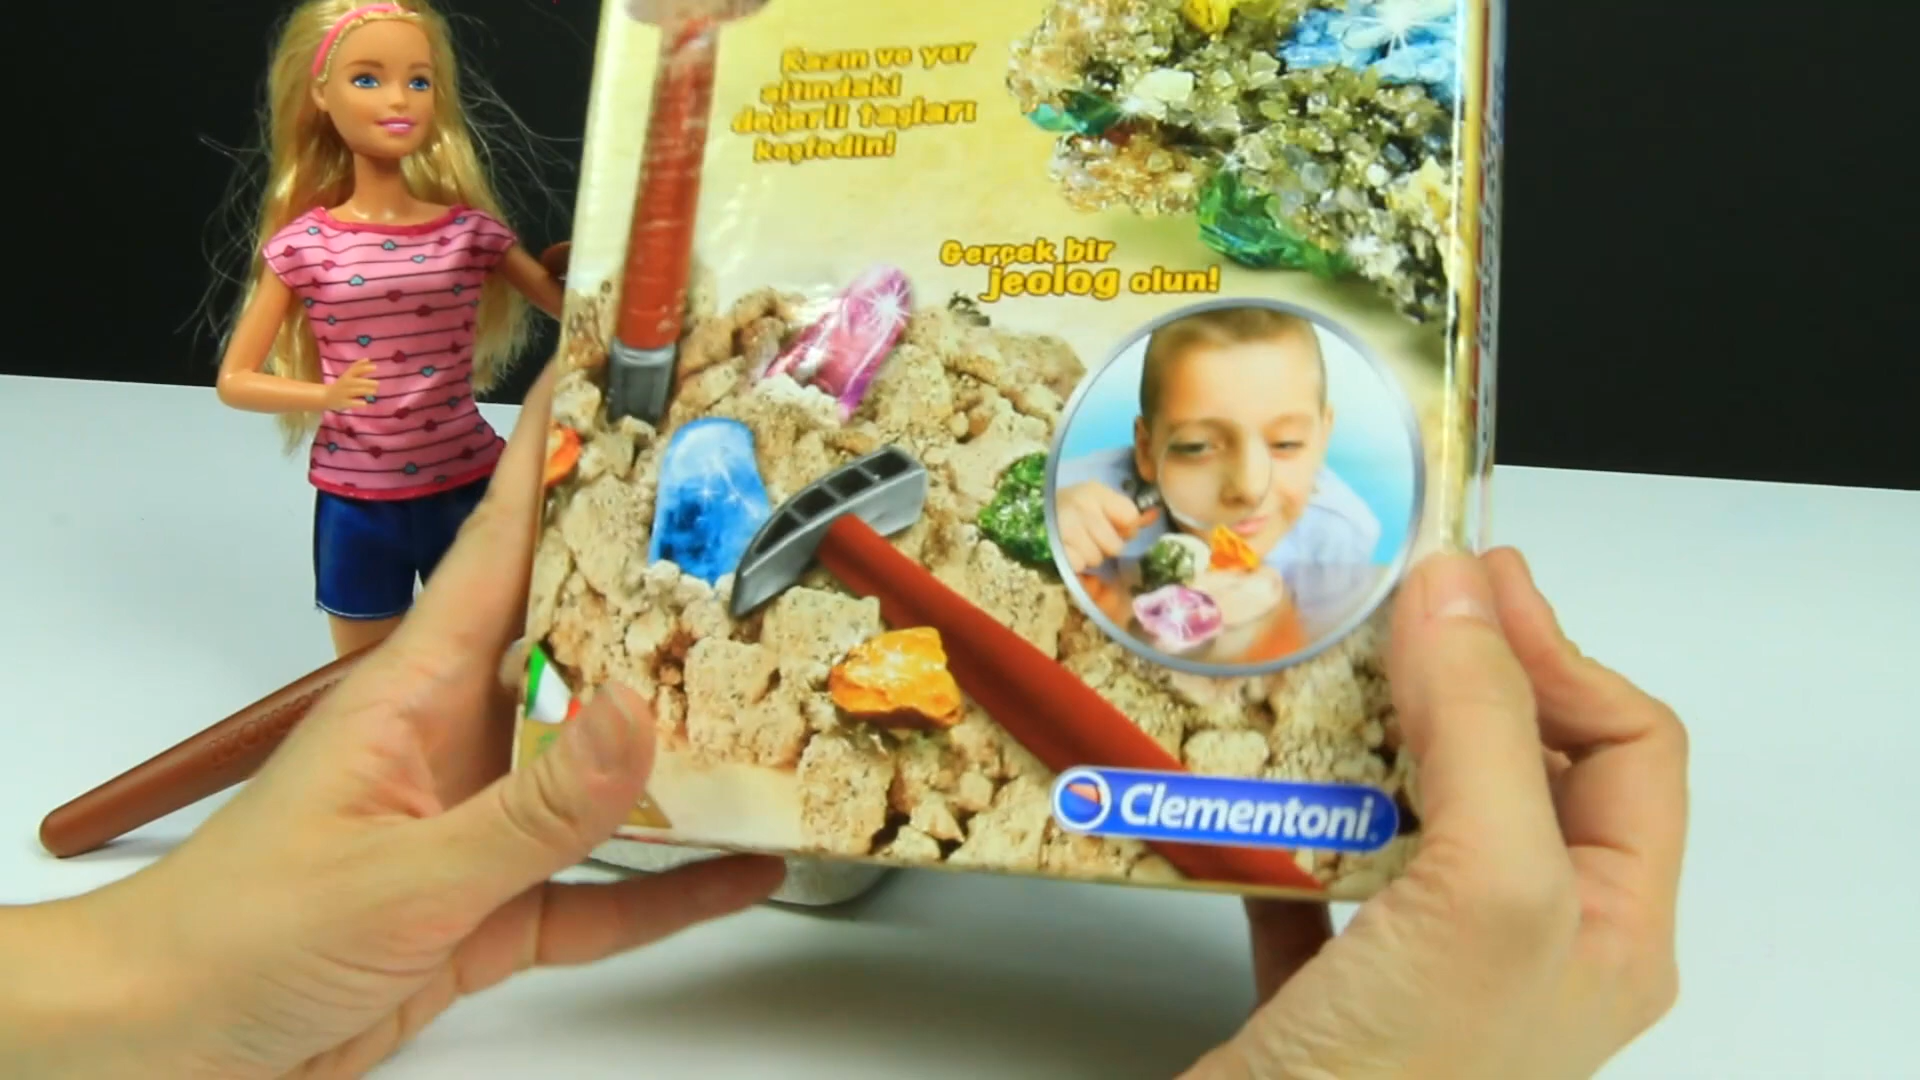 Kazın ve yer
altındaki
değerli taşları
keşfedin!
Gerçek bir
jeolog olun!
Clementoni